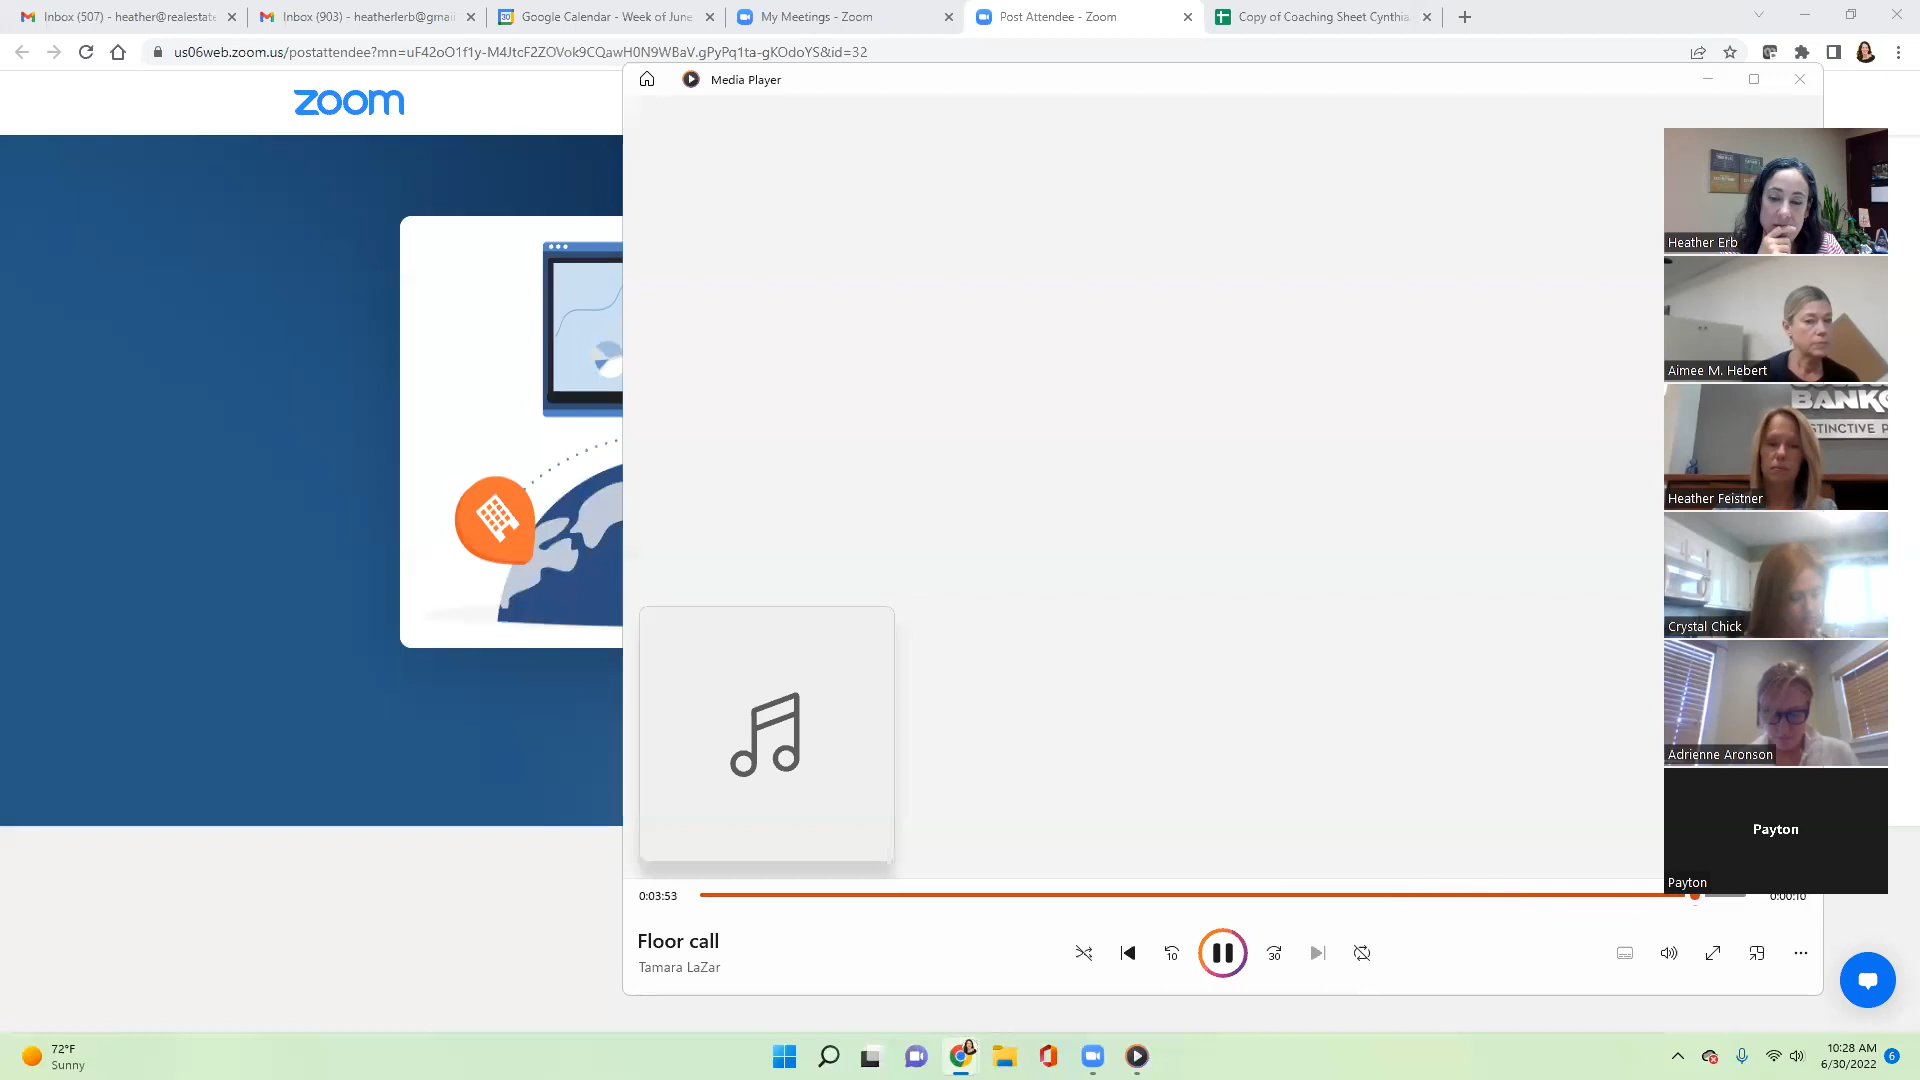 Inbox (507) - heather@realestate
Inbox (903) - heatherlerb@gmail
Google Calendar - Week of June
My Meetings - Zoom
Post Attendee - Zoom
Copy of Coaching Sheet Cynthia
us06web.zoom.us/postattendee?mn=uF42oO1f1y-M4JtcF2ZOVok9CQawH0N9WBaV.gPyPq1ta-gKOdoYS&id=32
zoom
Media Player
Heather Erb
Aimee M. Hebert
BANK
STINCTIVE P
Heather Feistner
Crystal Chick
Adrienne Aronson
Payton
Payton
0:03:53
0:00:10
Floor call
Tamara LaZar
10
30
72°F
Sunny
10:28 AM
6/30/2022
6